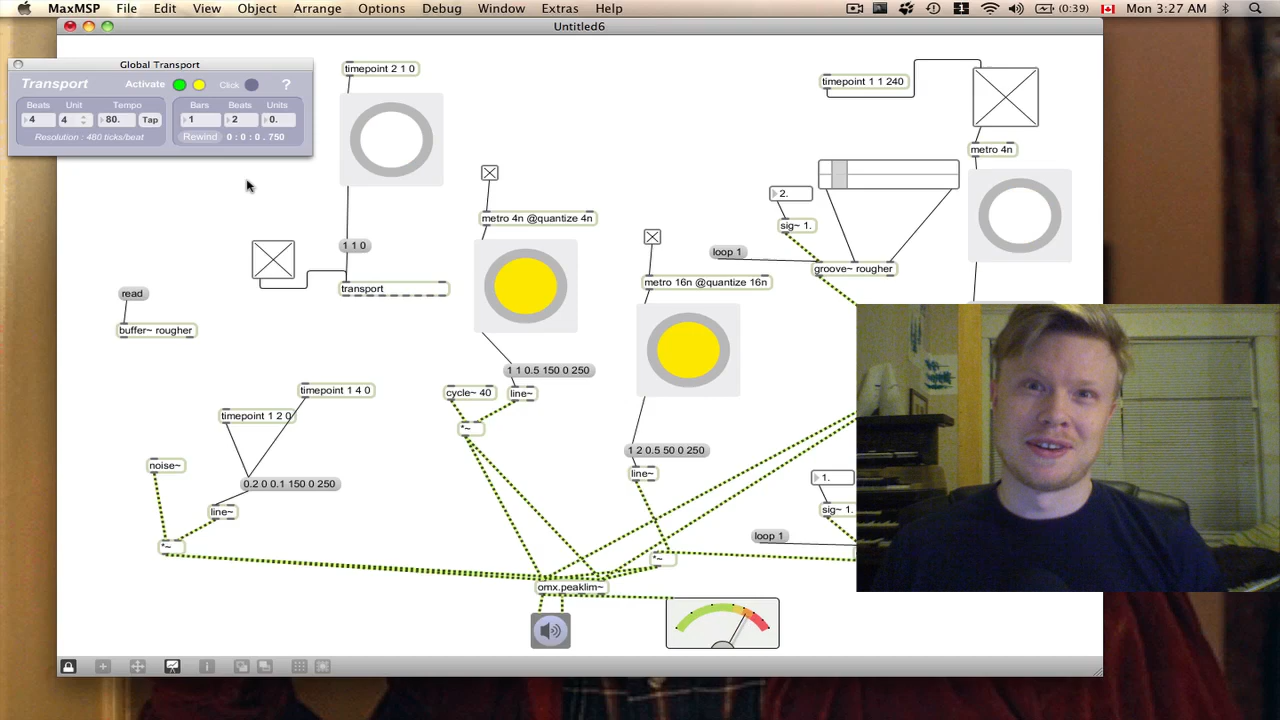 MaxMSP File Edit View Object Arrange Options Debug Window Extras Help (0:39) Mon 3:27 AM
Untitled6
Global Transport
Transport Activate Click ?
Beats Unit Tempo Bars Beats Units
4 4 80. Tap 1 2 0.
Resolution : 480 ticks/beat Rewind 0 : 0 : 0 . 750
timepoint 2 1 0
timepoint 1 1 240
metro 4n
2.
metro 4n @quantize 4n
sig~ 1.
1 1 0
loop 1
groove~ rougher
metro 16n @quantize 16n
transport
read
buffer~ rougher
1 1 0.5 150 0 250
timepoint 1 4 0
cycle~ 40
line~
timepoint 1 2 0
*~
1 2 0.5 50 0 250
noise~
line~
1.
0.2 0 0.1 150 0 250
line~
sig~ 1.
loop 1
*~
*~
omx.peaklim~